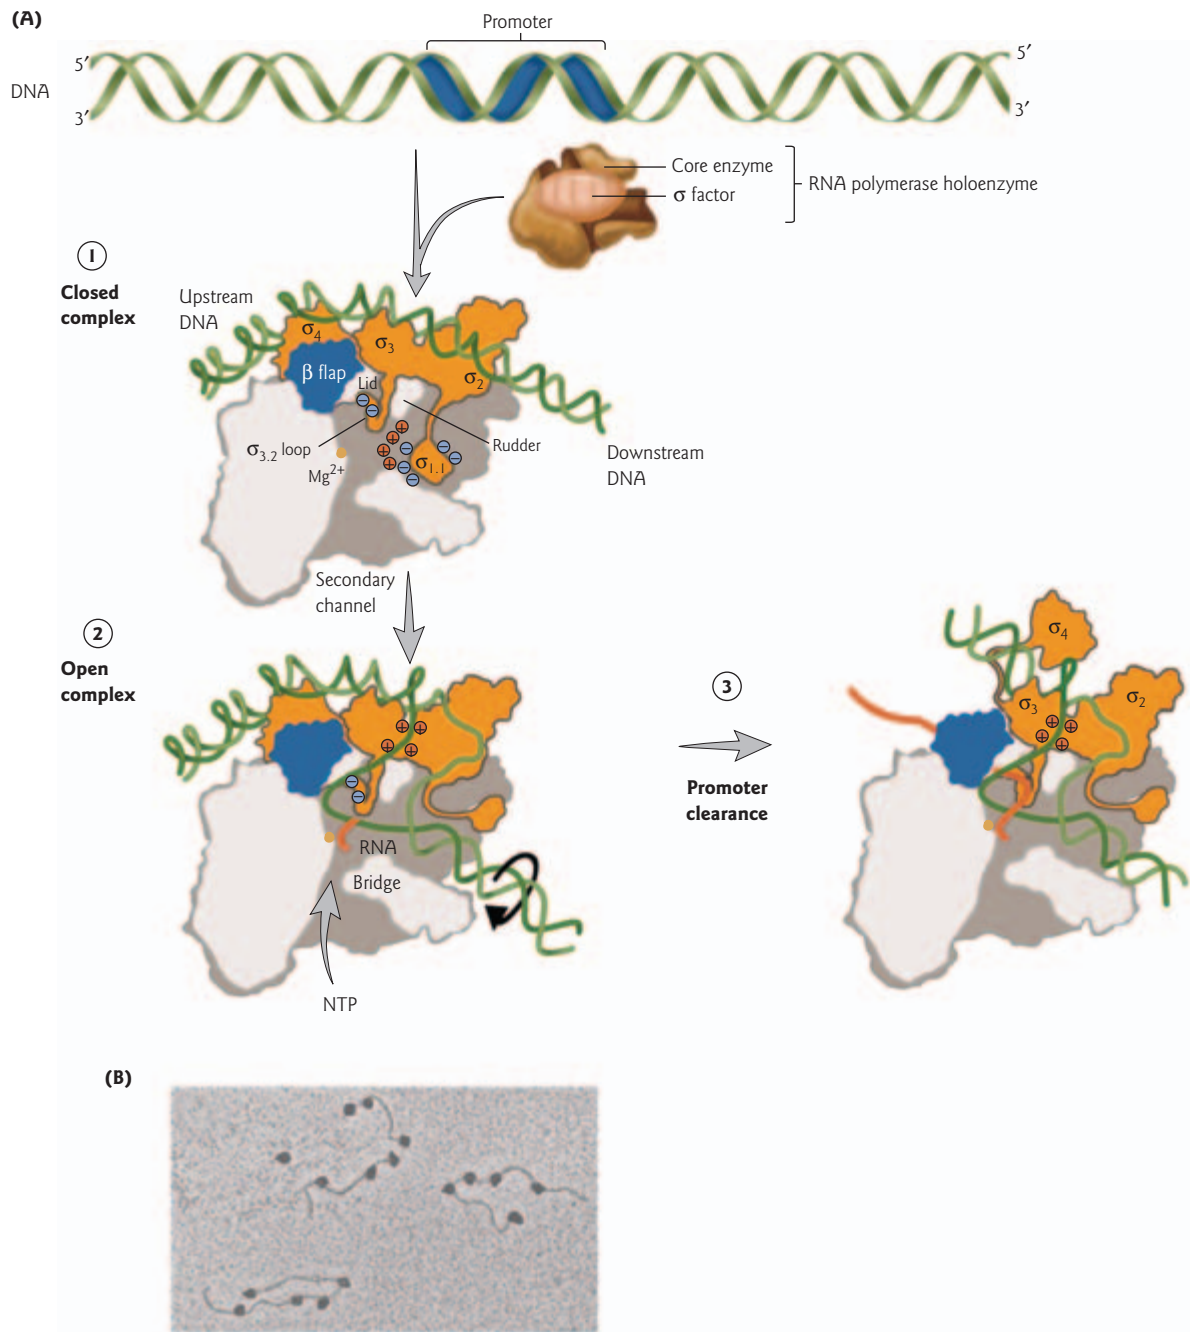 (A)
Promoter
5′
5′
DNA
3′
3′
Core enzyme
σ factor
RNA polymerase holoenzyme
1
Closed
complex
Upstream
DNA
σ4
σ3
β flap
Lid
σ2
σ3.2 loop
Rudder
Mg2+
σ1.1
Downstream
DNA
Secondary
channel
2
Open
complex
RNA
Bridge
NTP
3
Promoter
clearance
σ4
σ3
σ2
(B)